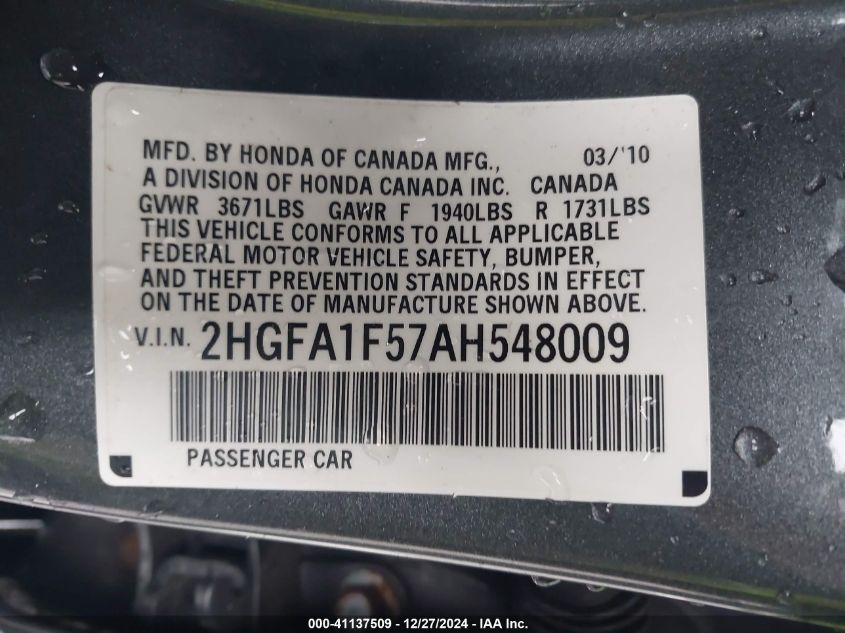 MFD. BY HONDA OF CANADA MFG., 03/'10
A DIVISION OF HONDA CANADA INC. CANADA
GVWR 3671LBS GAWR F 1940LBS R 1731LBS
THIS VEHICLE CONFORMS TO ALL APPLICABLE
FEDERAL MOTOR VEHICLE SAFETY, BUMPER,
AND THEFT PREVENTION STANDARDS IN EFFECT
ON THE DATE OF MANUFACTURE SHOWN ABOVE.
V.I.N. 2HGFA1F57AH548009
PASSENGER CAR
000-41137509 - 12/27/2024 - IAA Inc.